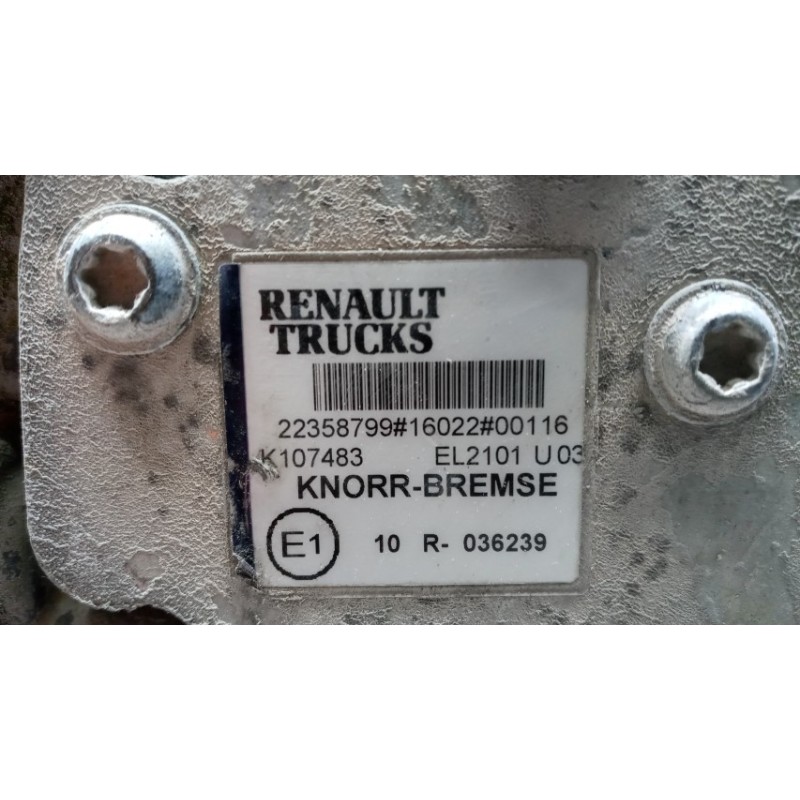 RENAULT
TRUCKS
22358799#16022#00116
K107483 EL2101 U03
KNORR-BREMSE
E1 10 R- 036239